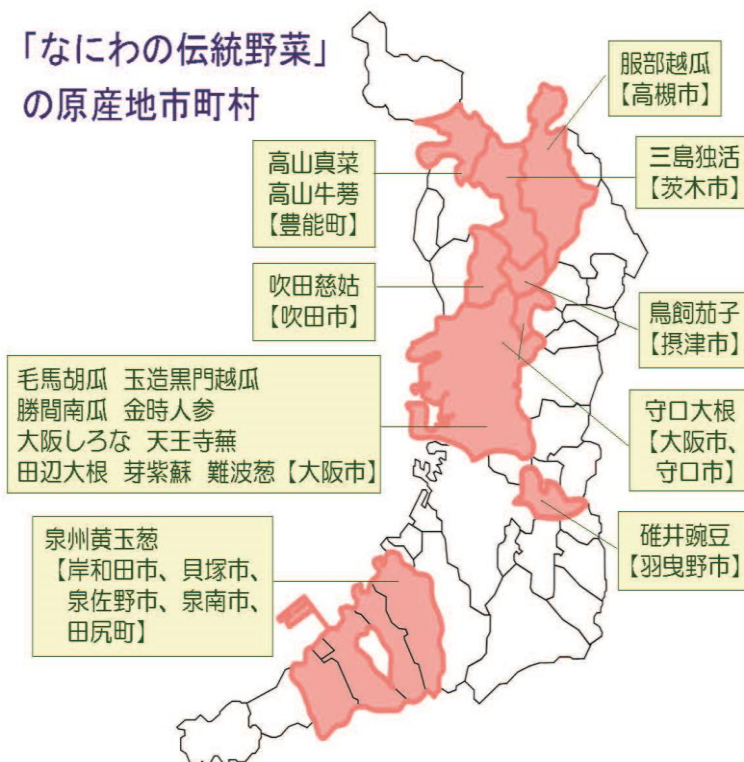 「なにわの伝統野菜」
の原産地市町村
服部越瓜
【高槻市】
高山真菜
高山牛蒡
【豊能町】
三島独活
【茨木市】
吹田慈姑
【吹田市】
鳥飼茄子
【摂津市】
毛馬胡瓜 玉造黒門越瓜
勝間南瓜 金時人参
大阪しろな 天王寺蕪
田辺大根 芽紫蘇 難波葱【大阪市】
守口大根
【大阪市、
守口市】
泉州黄玉葱
【岸和田市、貝塚市、
泉佐野市、泉南市、
田尻町】
碓井豌豆
【羽曳野市】